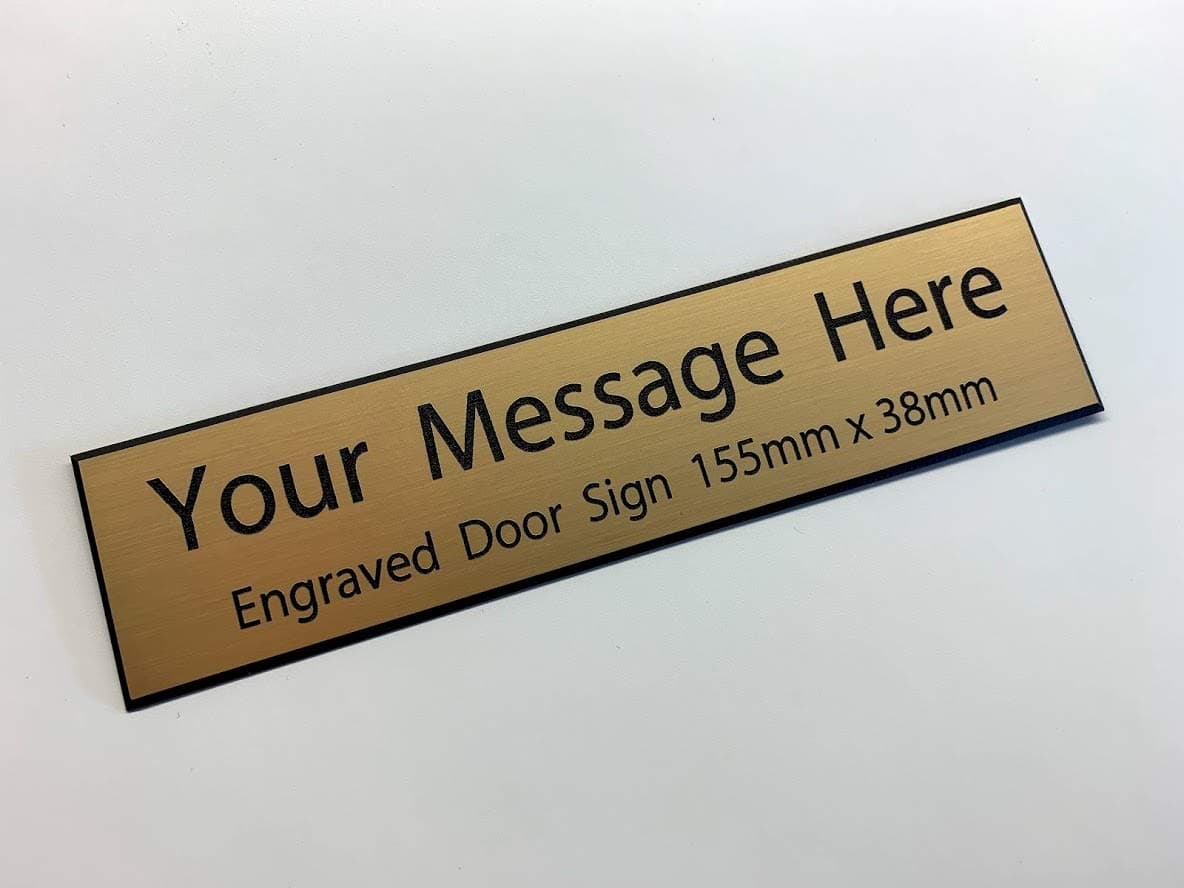 Your Message Here
Engraved Door Sign 155mm x 38mm